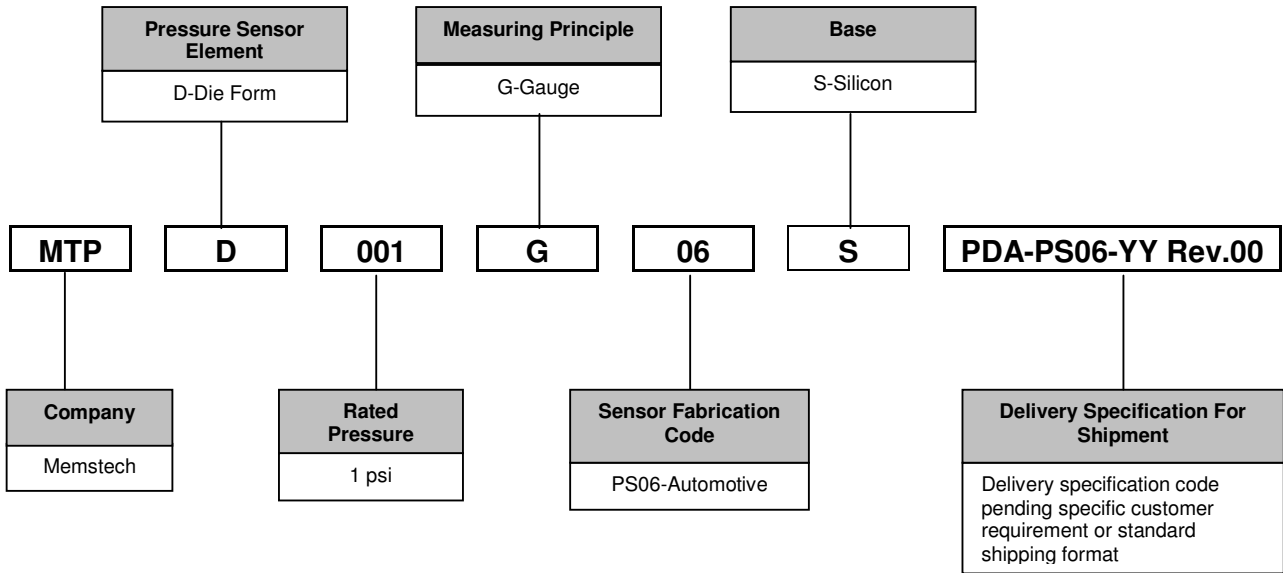 Pressure Sensor
Element
D-Die Form
Measuring Principle
G-Gauge
Base
S-Silicon
MTP
D
001
G
06
S
PDA-PS06-YY Rev.00
Company
Memstech
Rated
Pressure
1 psi
Sensor Fabrication
Code
PS06-Automotive
Delivery Specification For
Shipment
Delivery specification code
pending specific customer
requirement or standard
shipping format